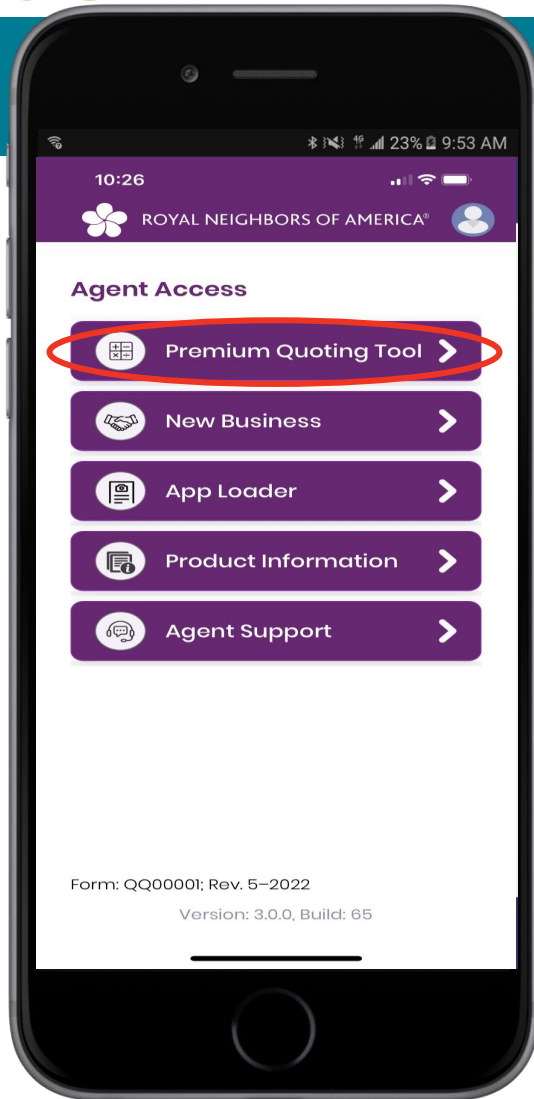 4G 23% 9:53 AM
10:26
ROYAL NEIGHBORS OF AMERICA®
Agent Access
Premium Quoting Tool
New Business
App Loader
Product Information
Agent Support
Form: QQ00001; Rev. 5-2022
Version: 3.0.0, Build: 65